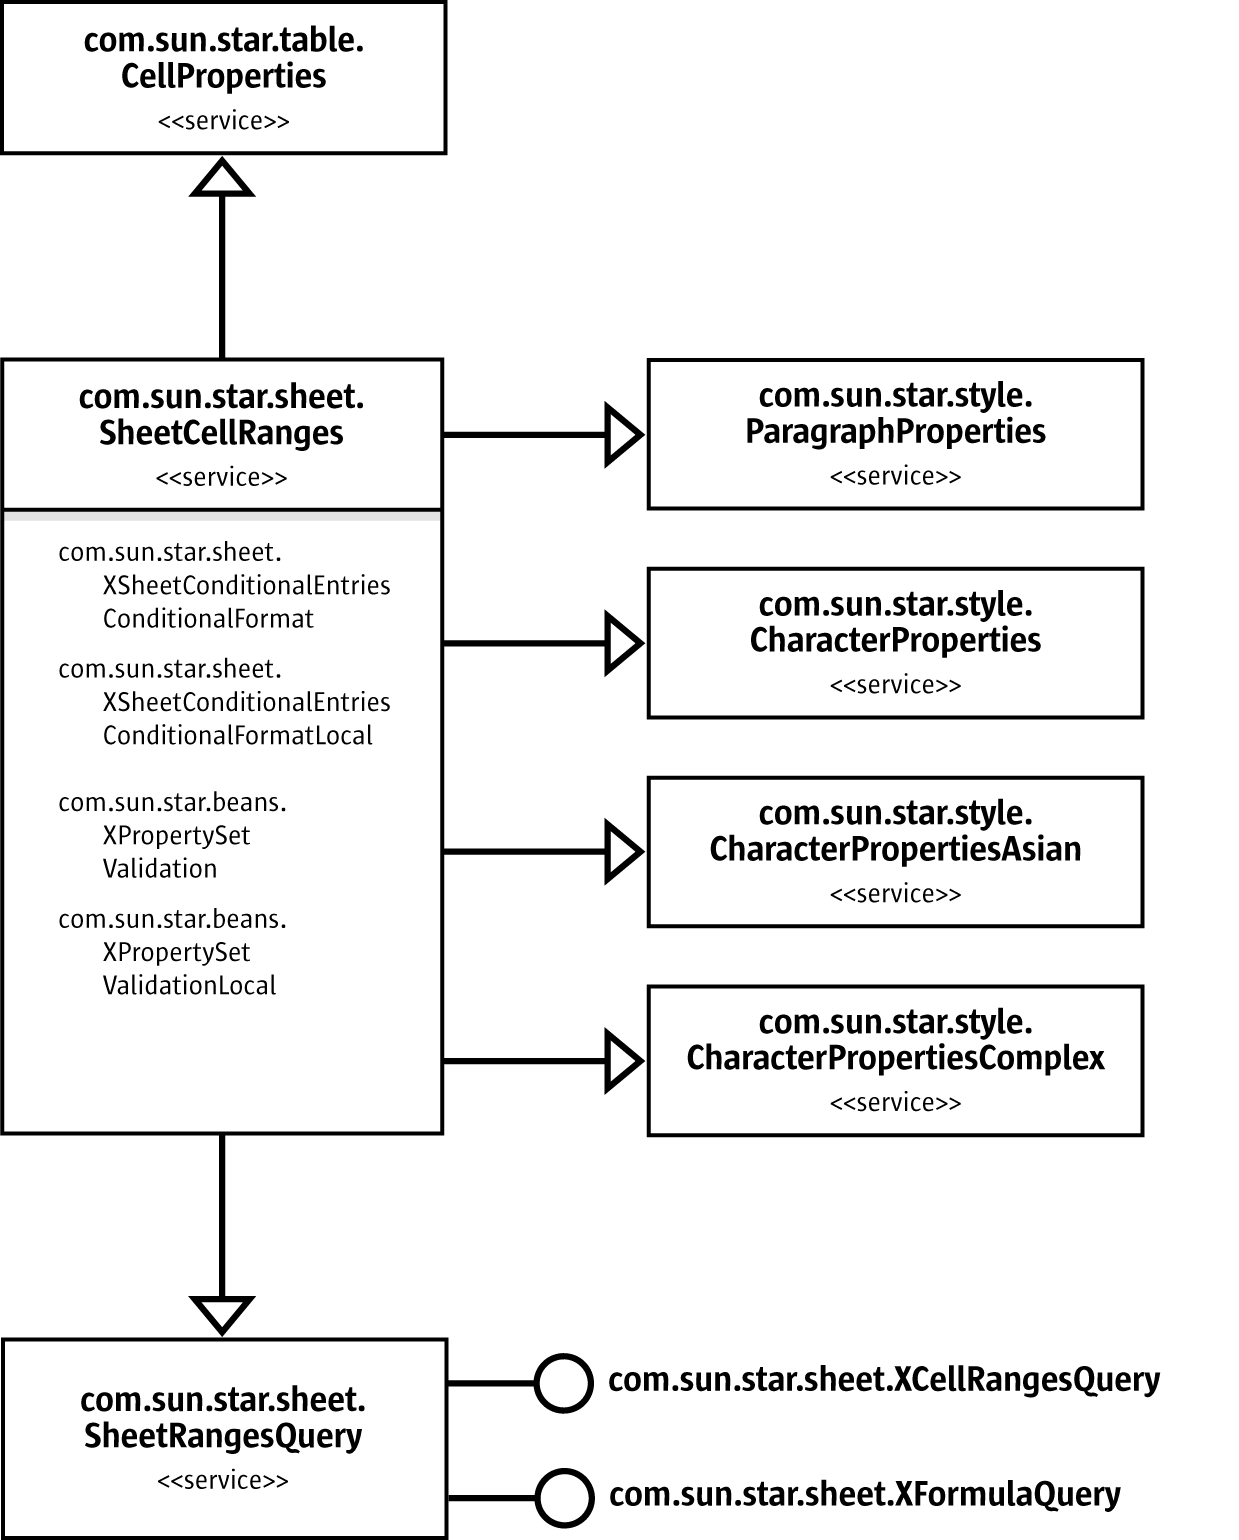 com.sun.star.table.
CellProperties
<<service>>
com.sun.star.sheet.
SheetCellRanges
<<service>>
com.sun.star.sheet.
XSheetConditionalEntries
ConditionalFormat
com.sun.star.sheet.
XSheetConditionalEntries
ConditionalFormatLocal
com.sun.star.beans.
XPropertySet
Validation
com.sun.star.beans.
XPropertySet
ValidationLocal
com.sun.star.style.
ParagraphProperties
<<service>>
com.sun.star.style.
CharacterProperties
<<service>>
com.sun.star.style.
CharacterPropertiesAsian
<<service>>
com.sun.star.style.
CharacterPropertiesComplex
<<service>>
com.sun.star.sheet.
SheetRangesQuery
<<service>>
com.sun.star.sheet.XCellRangesQuery
com.sun.star.sheet.XFormulaQuery